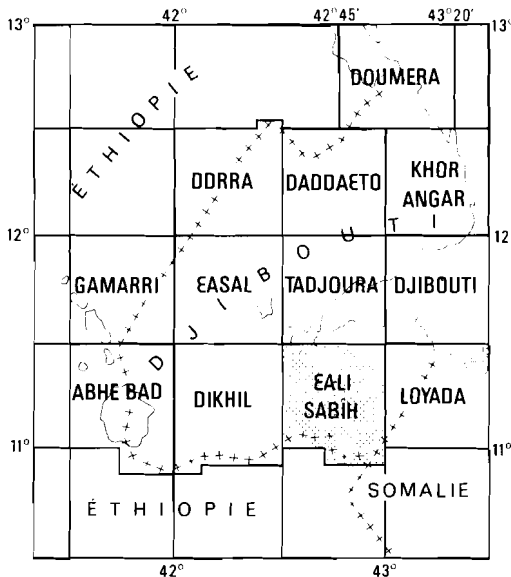 42° 42°45' 43°20'
13° 13°
DOUMERA
ÉTHIOPIE
DDRRA DADDAETO KHOR
ANGAR
12° 12°
DJIBOUTI
GAMARRI EASAL TADJOURA DJIBOUTI
ABHE BAD DIKHIL EALI
SABIH LOYADA
11° 11°
SOMALIE
ÉTHIOPIE
42° 43°